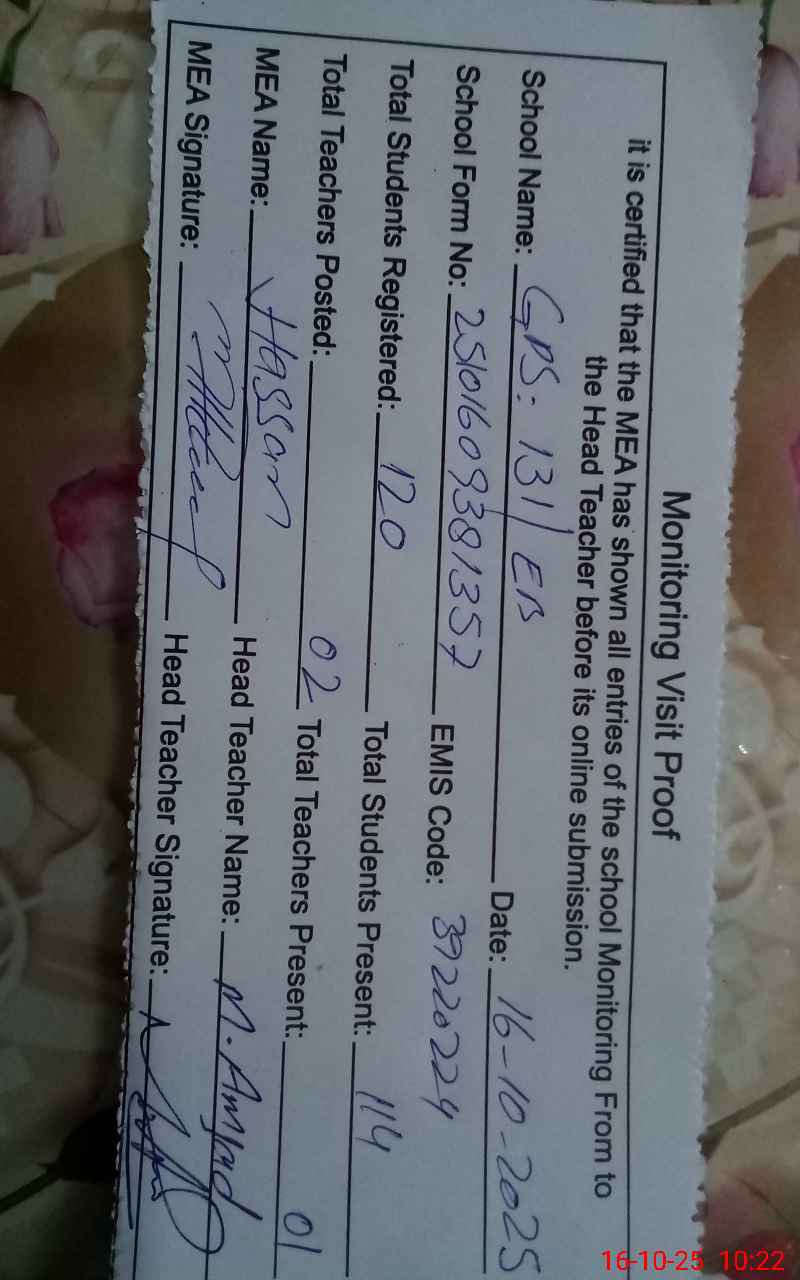 Monitoring Visit Proof
it is certified that the MEA has shown all entries of the school Monitoring From to
the Head Teacher before its online submission.
School Name: GPS: 131/EB Date: 16-10-2025
School Form No: 25101609381357 EMIS Code: 39220224
Total Students Registered: 120 Total Students Present: 114
Total Teachers Posted: 02 Total Teachers Present: 01
MEA Name: Hassan Head Teacher Name: M. Amjad
MEA Signature: Head Teacher Signature:
16-10-25 10:22